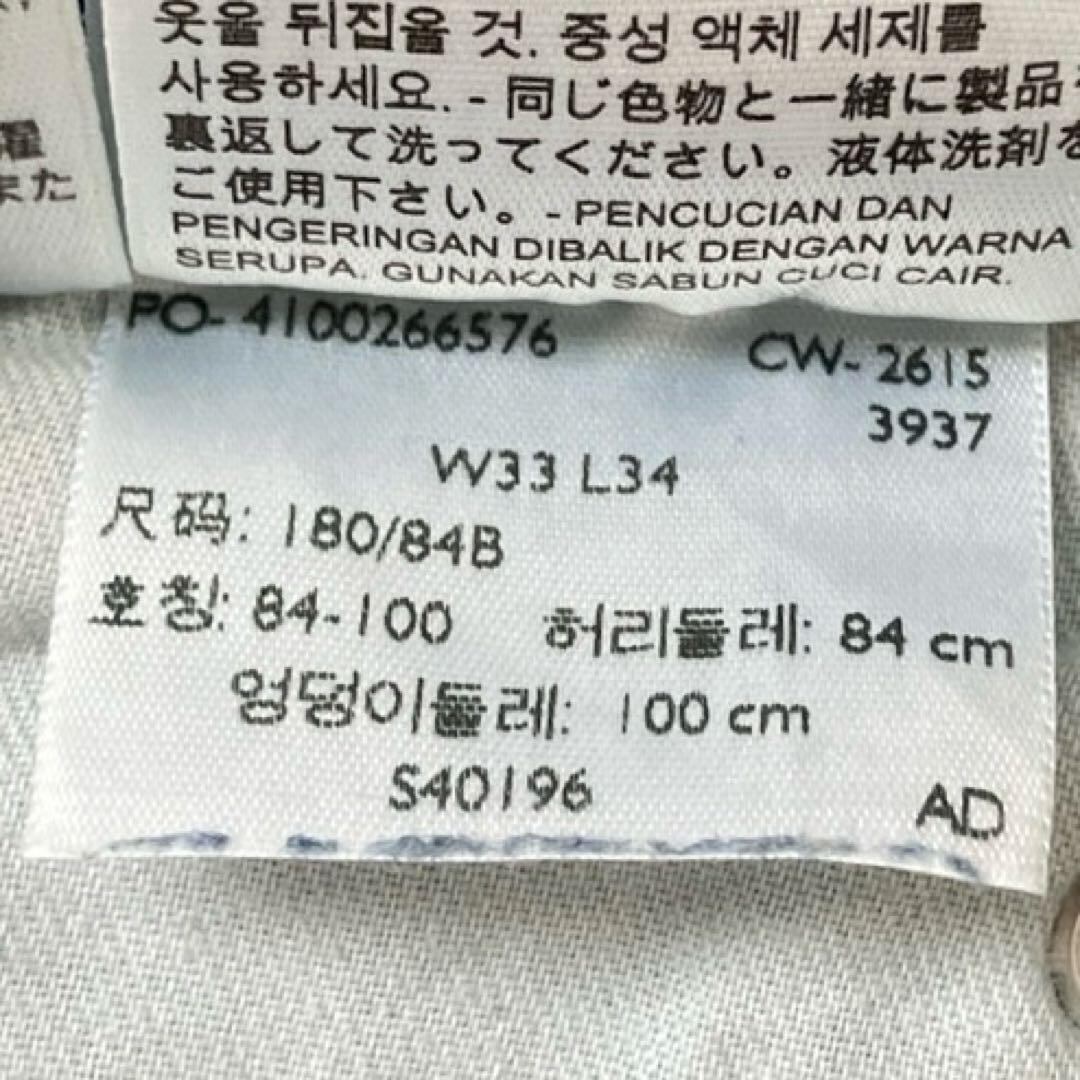 웃을 뒤집을 것. 중성 액체 세제를
사용하세요. - 同じ色物と一緒に製品
裏返して洗ってください。液体洗剤を
ご使用下さい。 - PENCUCIAN DAN
PENGERINGAN DIBALIK DENGAN WARNA
SERUPA. GUNAKAN SABUN CUCI CAIR.
濯
また
PO- 4100266576
CW- 2615
3937
W33 L34
尺码: 180/84B
호칭: 84-100 허리둘레: 84 cm
엉덩이둘레: 100 cm
S40196
AD